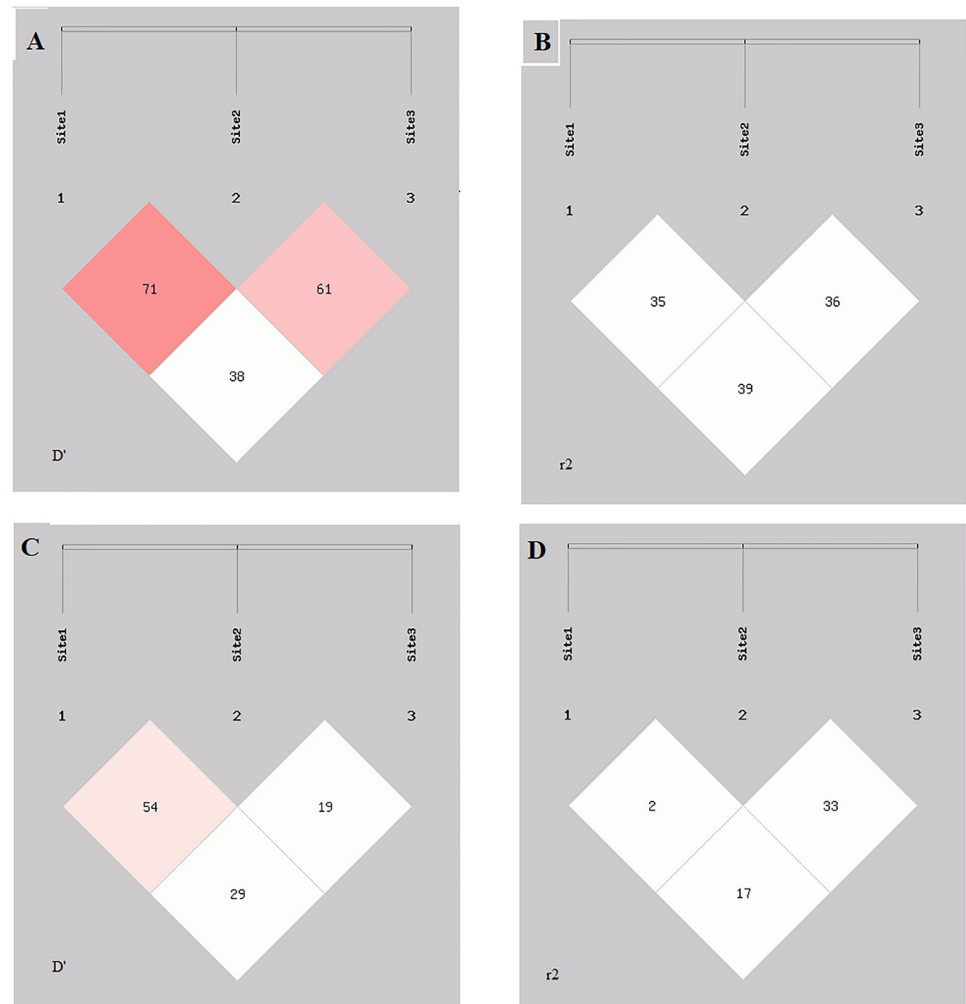 A
Site1 Site2 Site3
1 2 3
71 61
38
D'
B
Site1 Site2 Site3
1 2 3
35 36
39
r2
C
Site1 Site2 Site3
1 2 3
54 19
29
D'
D
Site1 Site2 Site3
1 2 3
2 33
17
r2